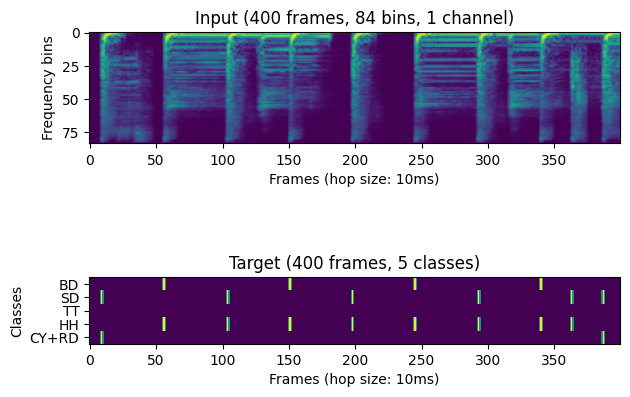 Input (400 frames, 84 bins, 1 channel)
0
25
50
75
Frequency bins
0 50 100 150 200 250 300 350
Frames (hop size: 10ms)
Target (400 frames, 5 classes)
BD
SD
TT
HH
CY+RD
Classes
0 50 100 150 200 250 300 350
Frames (hop size: 10ms)